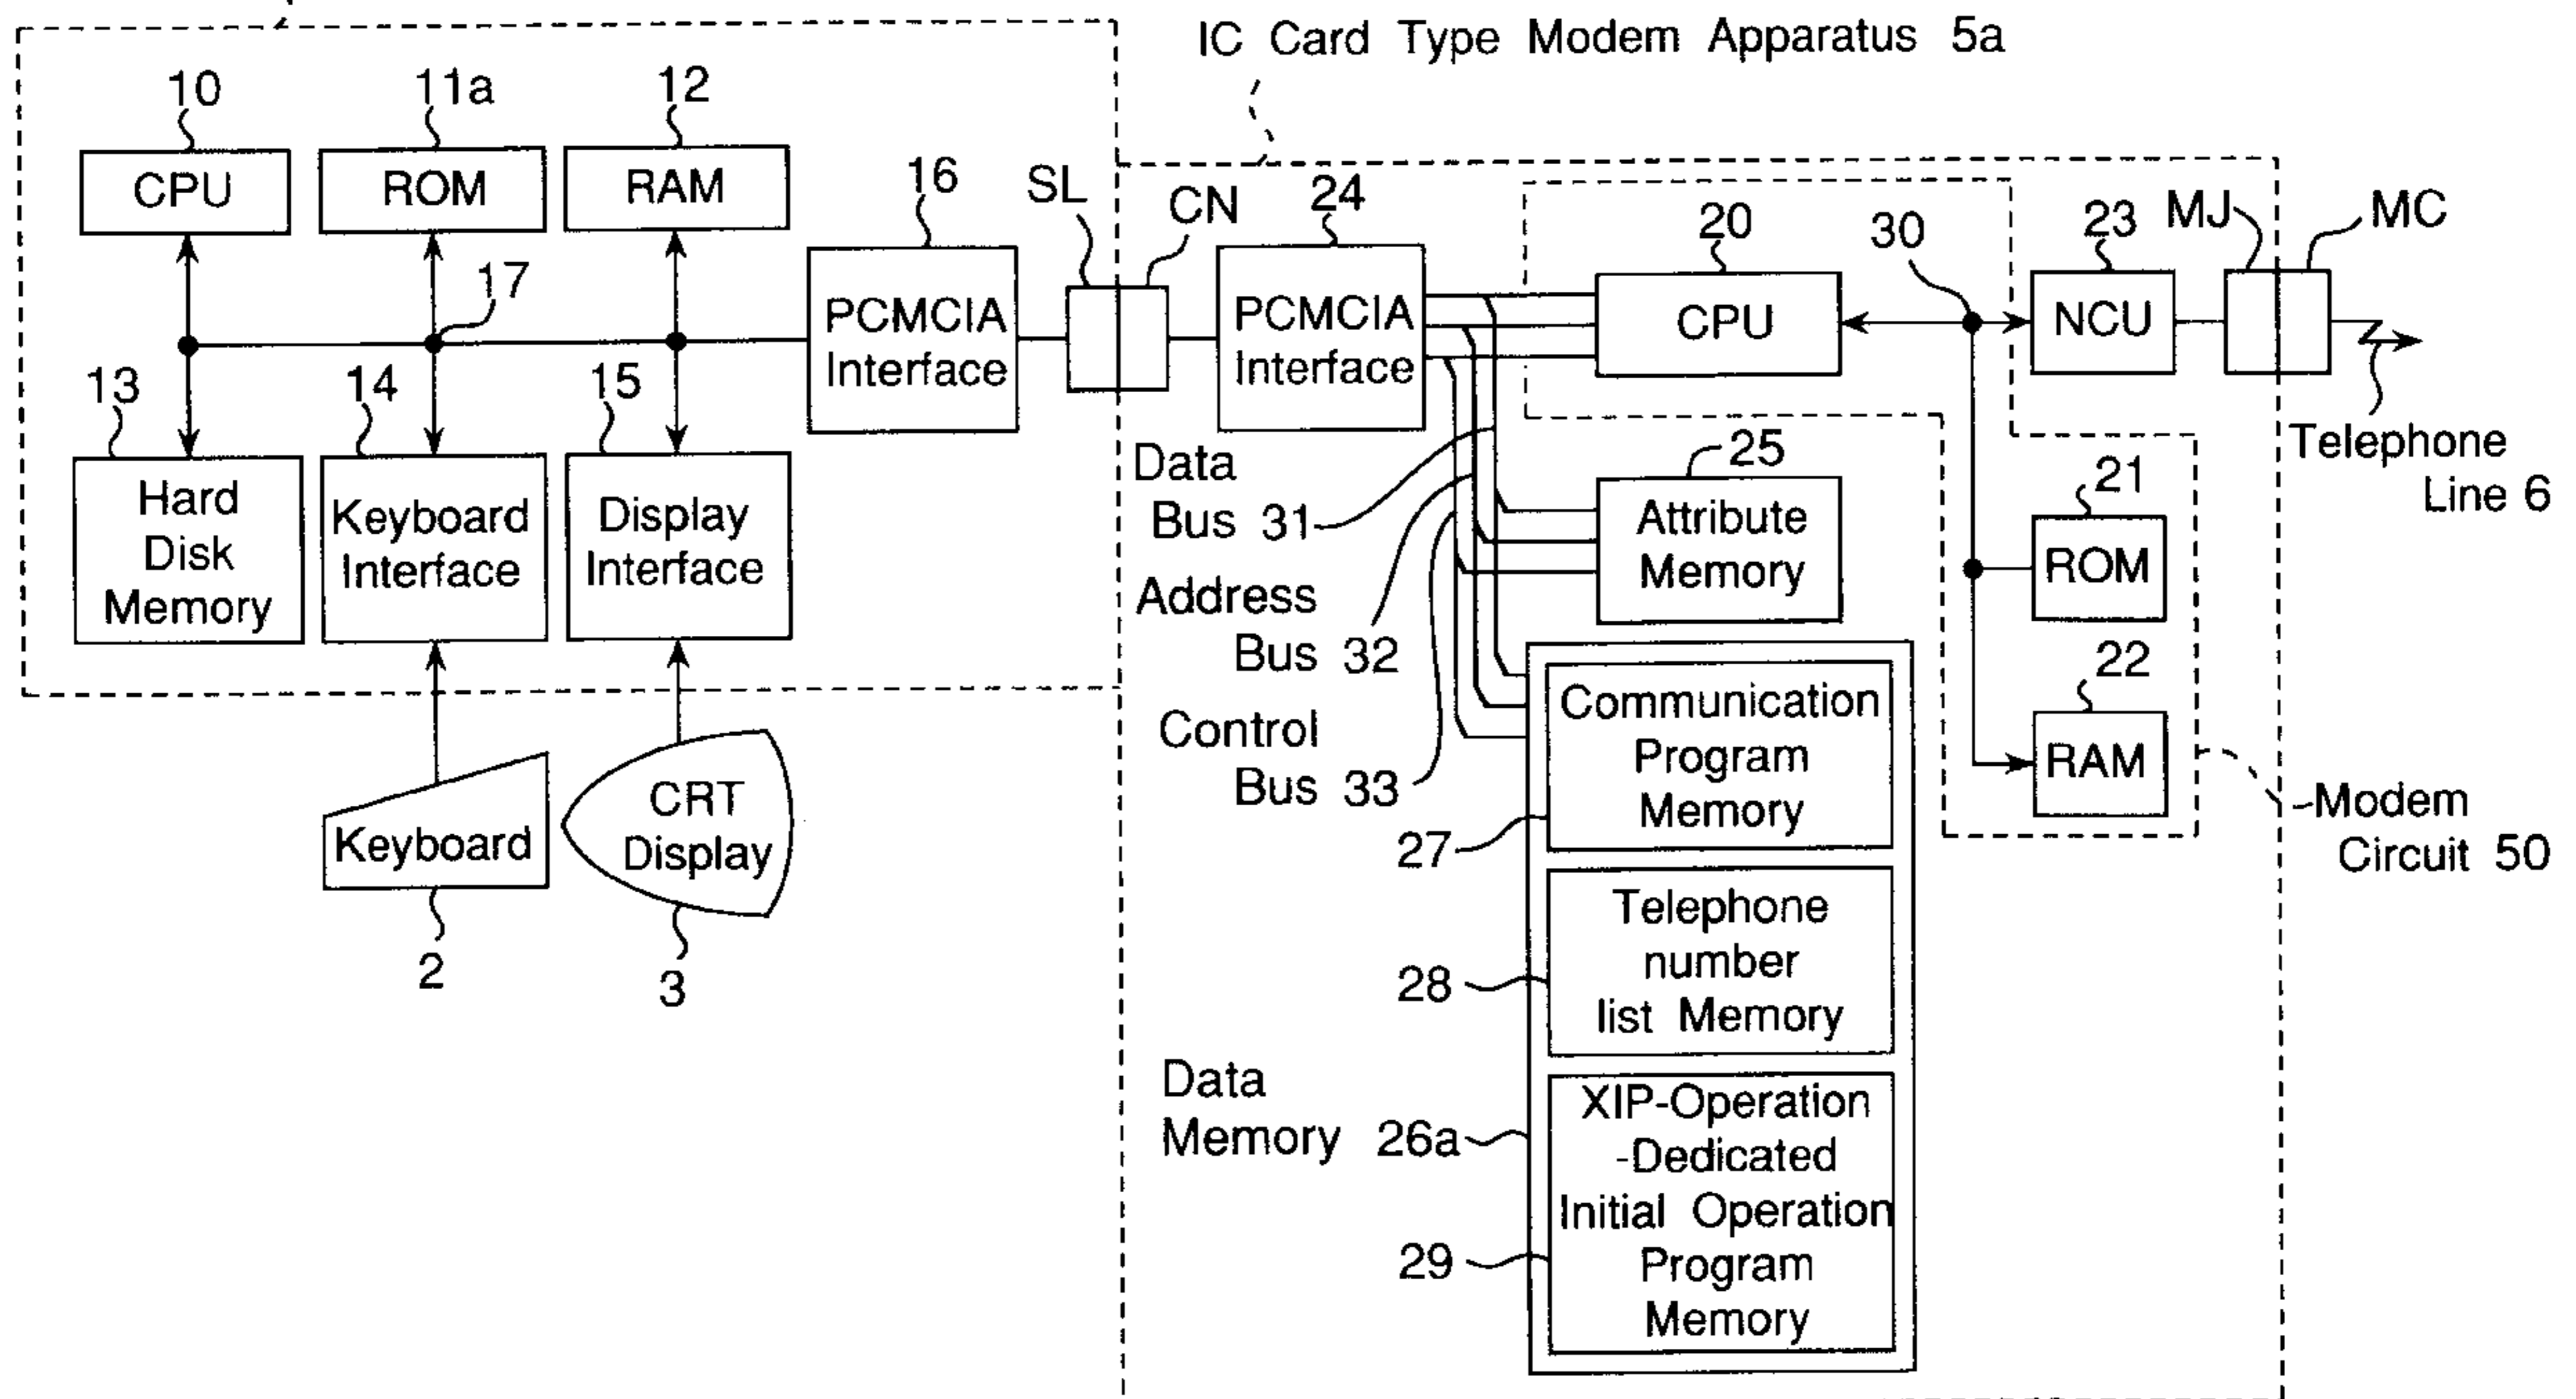 IC Card Type Modem Apparatus 5a
10
11a
12
CPU
ROM
RAM
16
SL
CN
24
20
30
23
MJ
MC
17
PCMCIA
Interface
PCMCIA
Interface
CPU
NCU
13
14
15
Hard
Disk
Memory
Keyboard
Interface
Display
Interface
Data
Bus 31
Address
Bus 32
Control
Bus 33
25
Attribute
Memory
Telephone
Line 6
21
ROM
22
RAM
Modem
Circuit 50
Keyboard
2
CRT
Display
3
Communication
Program
Memory
27
Telephone
number
list Memory
28
Data
Memory 26a
XIP-Operation
-Dedicated
Initial Operation
Program
Memory
29